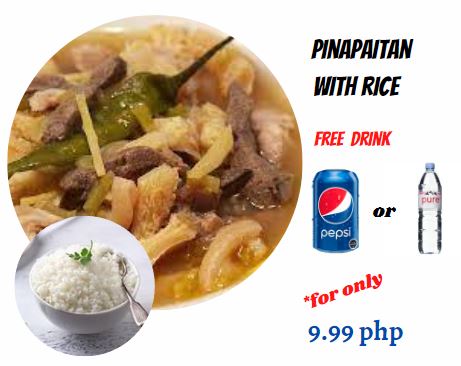 PINAPAITAN
WITH RICE
FREE DRINK
pepsi
or
pure
*for only
9.99 php